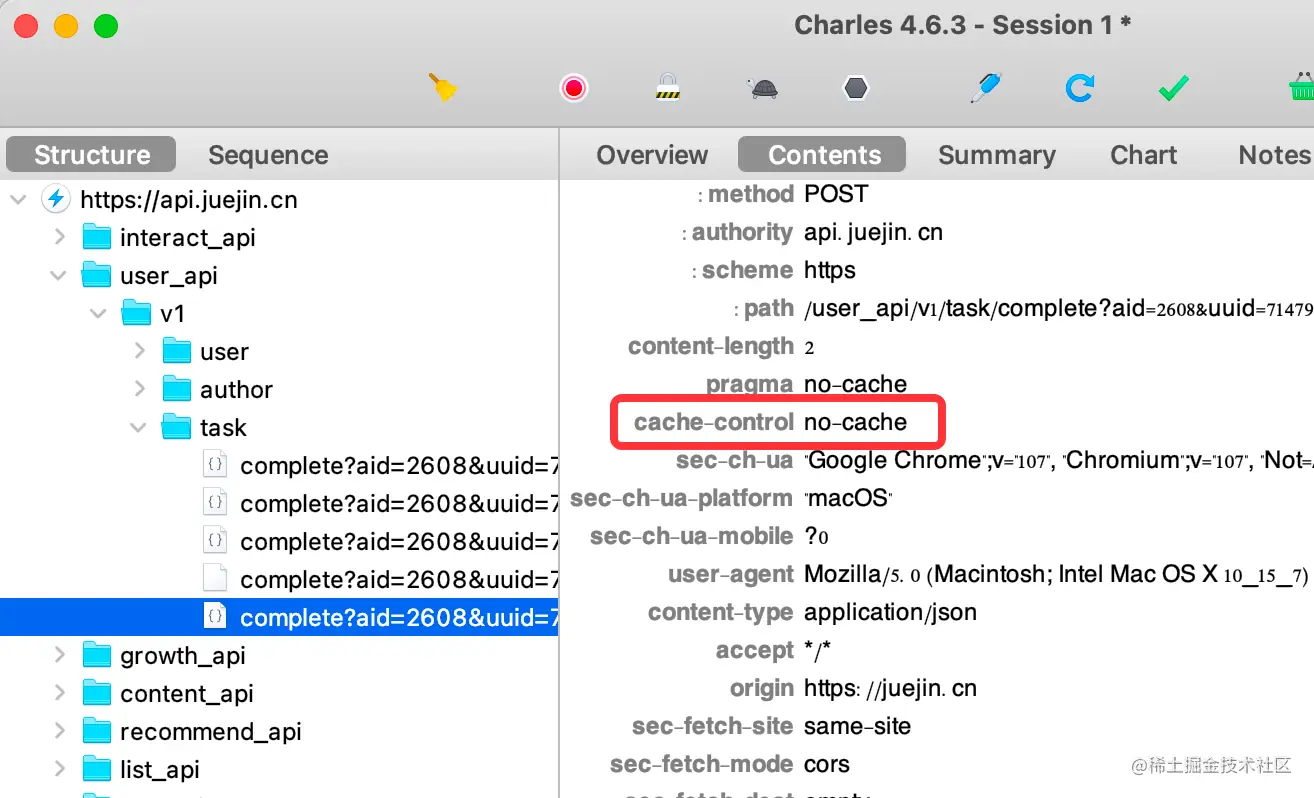 Charles 4.6.3 - Session 1 *
Structure
Sequence
Overview
Contents
Summary
Chart
Notes
https://api.juejin.cn
interact_api
user_api
v1
user
author
task
complete?aid=2608&uuid=7
complete?aid=2608&uuid=7
complete?aid=2608&uuid=7
complete?aid=2608&uuid=7
complete?aid=2608&uuid=7
growth_api
content_api
recommend_api
list_api
:method POST
:authority api.juejin.cn
:scheme https
:path /user_api/v1/task/complete?aid=2608&uuid=71479
content-length 2
pragma no-cache
cache-control no-cache
sec-ch-ua "Google Chrome";v="107", "Chromium";v="107", "Not=
sec-ch-ua-platform "macOS"
sec-ch-ua-mobile ?0
user-agent Mozilla/5.0 (Macintosh; Intel Mac OS X 10_15_7)
content-type application/json
accept */*
origin https://juejin.cn
sec-fetch-site same-site
sec-fetch-mode cors
@稀土掘金技术社区